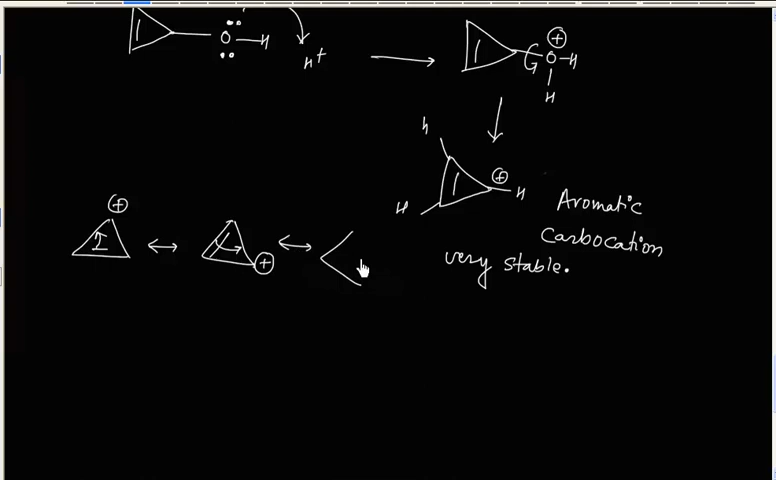 O H
H⁺
⊕
O H
H
H
⊕
H
H
Aromatic
Carbocation
⊕
very stable.
⊕